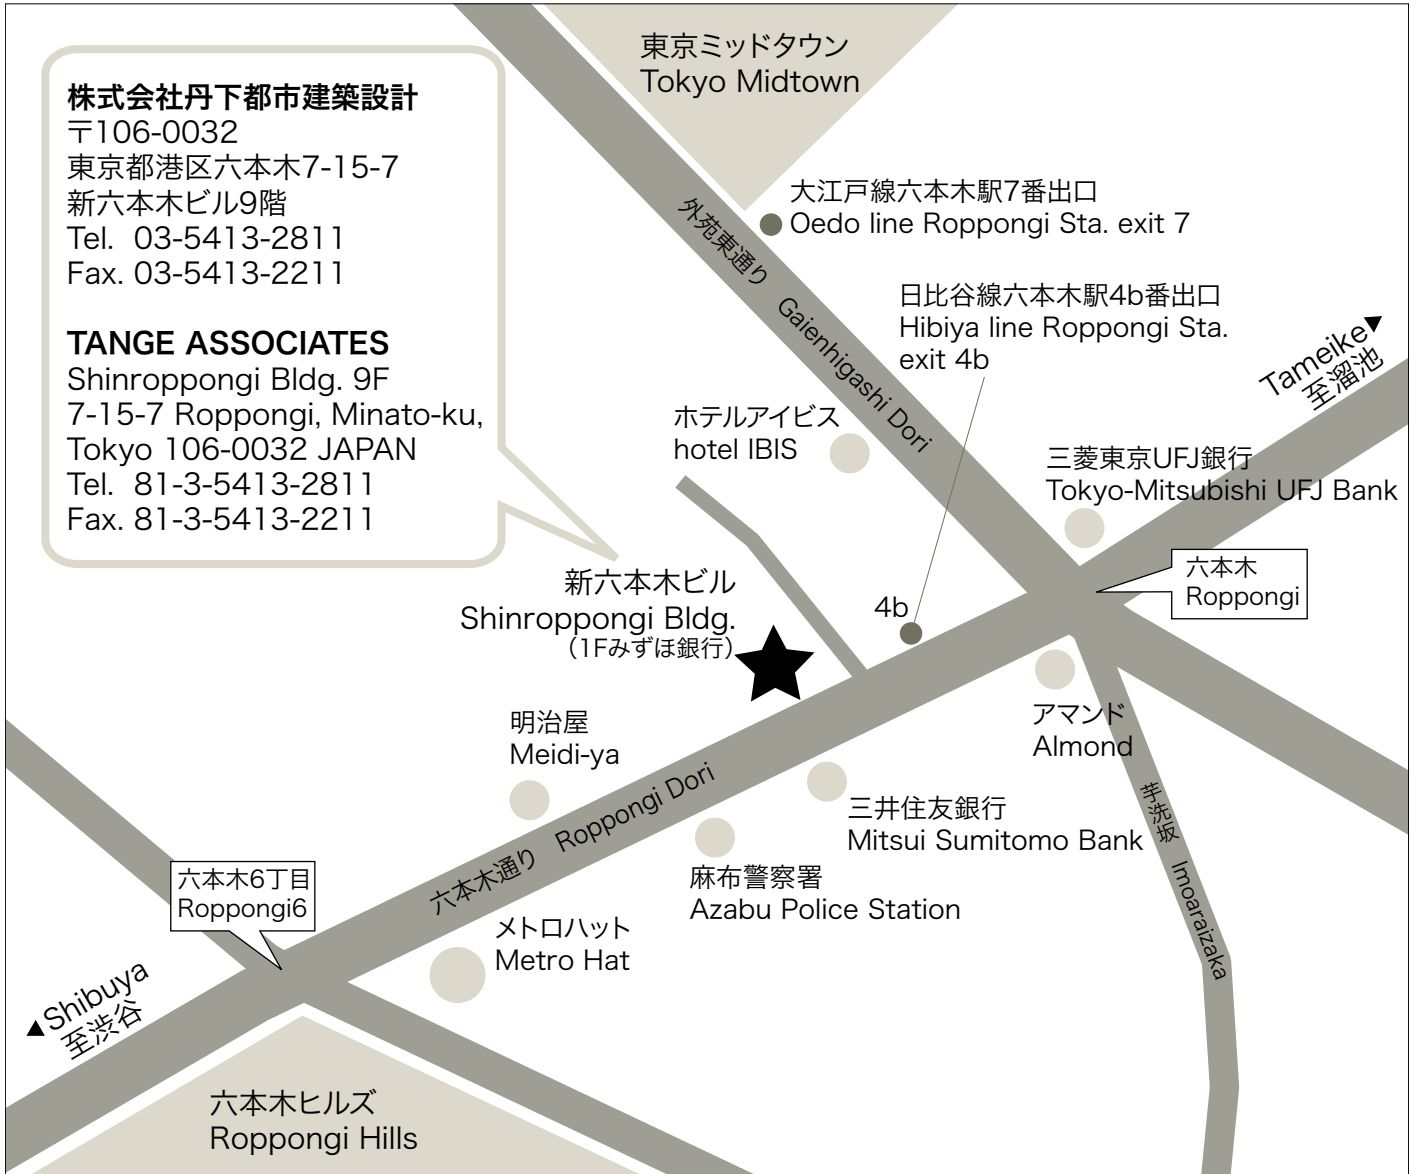 株式会社丹下都市建築設計
〒106-0032
東京都港区六本木7-15-7
新六本木ビル9階
Tel. 03-5413-2811
Fax. 03-5413-2211
TANGE ASSOCIATES
Shinroppongi Bldg. 9F
7-15-7 Roppongi, Minato-ku,
Tokyo 106-0032 JAPAN
Tel. 81-3-5413-2811
Fax. 81-3-5413-2211
東京ミッドタウン
Tokyo Midtown
大江戸線六本木駅7番出口
Oedo line Roppongi Sta. exit 7
外苑東通り Gaienhigashi Dori
日比谷線六本木駅4b番出口
Hibiya line Roppongi Sta.
exit 4b
Tameike▲
至溜池
ホテルアイビス
hotel IBIS
三菱東京UFJ銀行
Tokyo-Mitsubishi UFJ Bank
六本木
Roppongi
新六本木ビル
Shinroppongi Bldg.
（1Fみずほ銀行）
4b
アマンド
Almond
明治屋
Meidi-ya
六本木通り Roppongi Dori
三井住友銀行
Mitsui Sumitomo Bank
芋洗坂 Imoaraizaka
麻布警察署
Azabu Police Station
六本木6丁目
Roppongi6
メトロハット
Metro Hat
▲Shibuya
至渋谷
六本木ヒルズ
Roppongi Hills